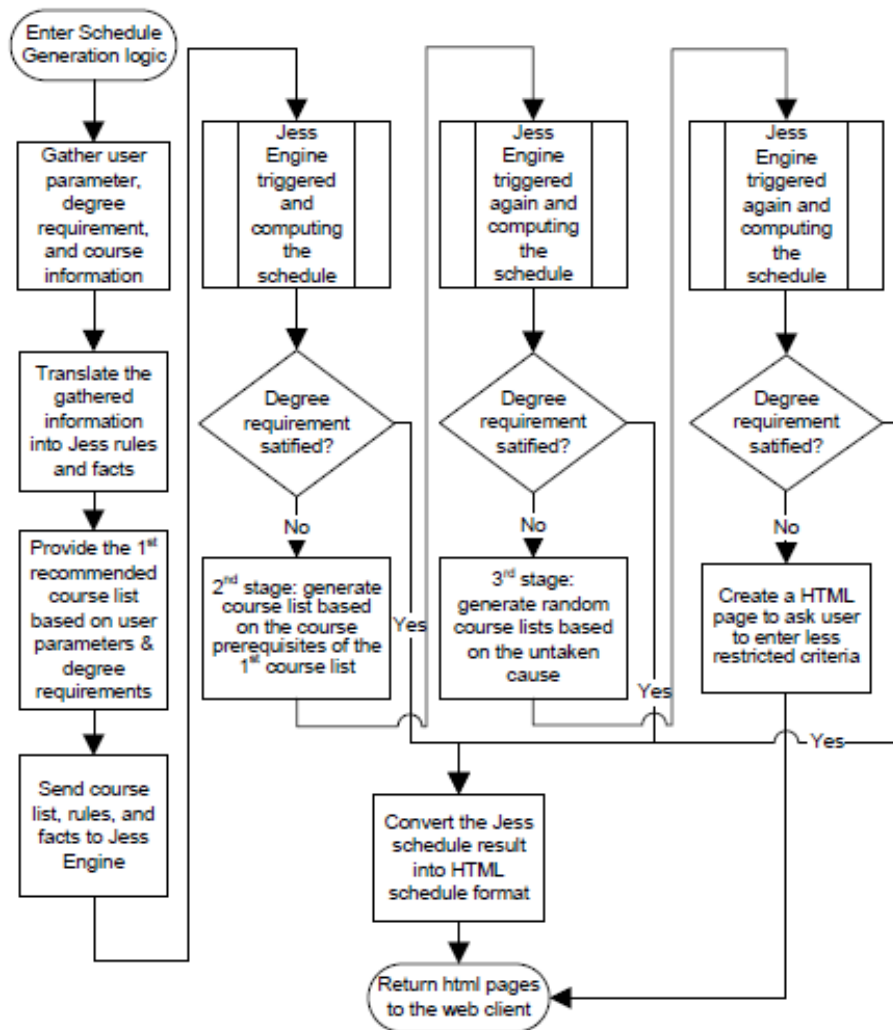 Enter Schedule
Generation logic
Gather user
parameter,
degree
requirement,
and course
information
Translate the
gathered
information
into Jess rules
and facts
Provide the 1st
recommended
course list
based on user
parameters &
degree
requirements
Send course
list, rules, and
facts to Jess
Engine
Jess
Engine
triggered
and
computing
the
schedule
Degree
requirement
satified?
No
Yes
2nd stage: generate
course list based
on the course
prerequisites of the
1st course list
Jess
Engine
triggered
again and
computing
the
schedule
Degree
requirement
satified?
No
Yes
3rd stage:
generate random
course lists based
on the untaken
cause
Jess
Engine
triggered
again and
computing
the
schedule
Degree
requirement
satified?
No
Yes
Create a HTML
page to ask user
to enter less
restricted criteria
Convert the Jess
schedule result
into HTML
schedule format
Return html pages
to the web client